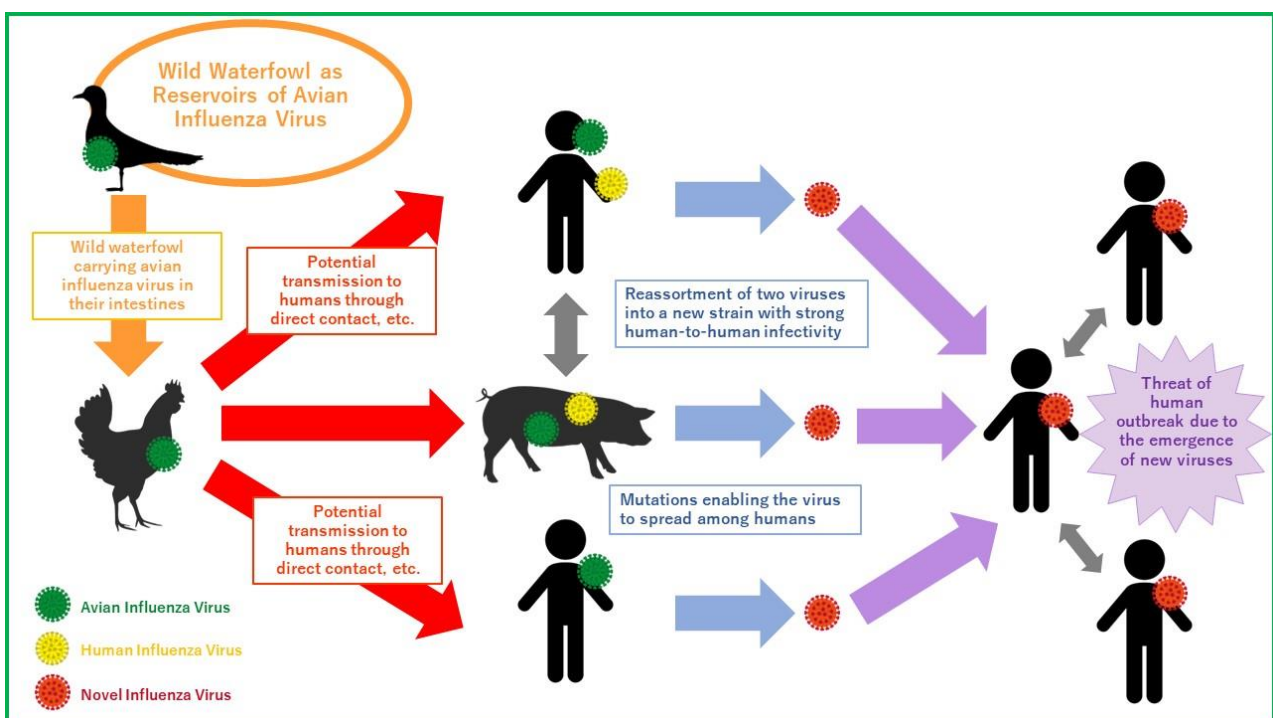 Wild Waterfowl as
Reservoirs of Avian
Influenza Virus
Wild waterfowl
carrying avian
influenza virus in
their intestines
Potential
transmission to
humans through
direct contact, etc.
Reassortment of two viruses
into a new strain with strong
human-to-human infectivity
Threat of
human
outbreak due to
the emergence
of new viruses
Mutations enabling the virus
to spread among humans
Potential
transmission to
humans through
direct contact, etc.
Avian Influenza Virus
Human Influenza Virus
Novel Influenza Virus